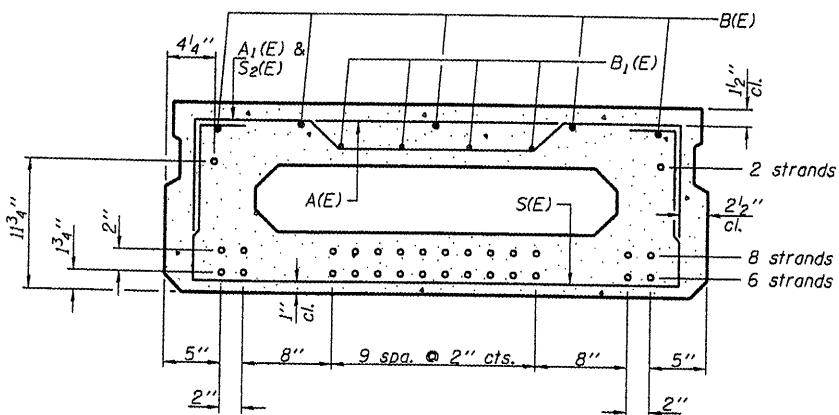 B(E)
4¼"
A₁(E) &
S₂(E)
B₁(E)
1½"
cl.
2 strands
A(E)
S(E)
2½"
cl.
11¾"
1¾"
2"
8 strands
6 strands
1"
cl.
5"
8"
9 spa. @ 2" cts.
8"
5"
2"
2"